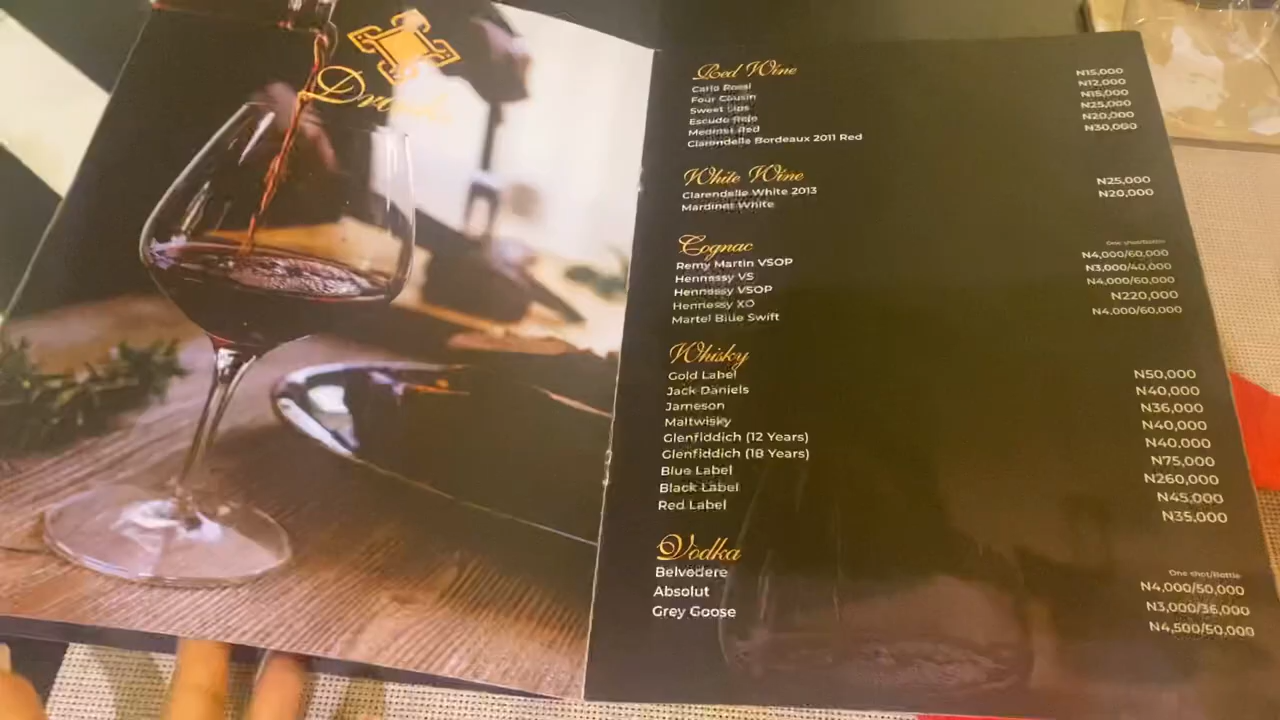 Drink
Red Wine
Carlo Rossi N15,000
Four Cousin N12,000
Sweet Lips N15,000
Escudo Rojo N25,000
Medinet Red N20,000
Clarendelle Bordeaux 2011 Red N30,000
White Wine
Clarendelle White 2013 N25,000
Mardinet White N20,000
Cognac One shot/Bottle
Remy Martin VSOP N4,000/60,000
Hennessy VS N3,000/40,000
Hennessy VSOP N4,000/60,000
Hennessy XO N220,000
Martel Blue Swift N4,000/60,000
Whisky
Gold Label N50,000
Jack Daniels N40,000
Jameson N36,000
Maltwisky N40,000
Glenfiddich (12 Years) N40,000
Glenfiddich (18 Years) N75,000
Blue Label N260,000
Black Label N45,000
Red Label N35,000
Vodka One shot/Bottle
Belvedere N4,000/50,000
Absolut N3,000/36,000
Grey Goose N4,500/50,000